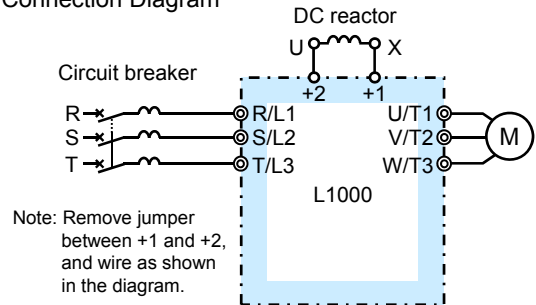 Connection Diagram
DC reactor
U X
Circuit breaker
+2 +1
R R/L1 U/T1
S S/L2 V/T2 M
T T/L3 W/T3
L1000
Note: Remove jumper
between +1 and +2,
and wire as shown
in the diagram.